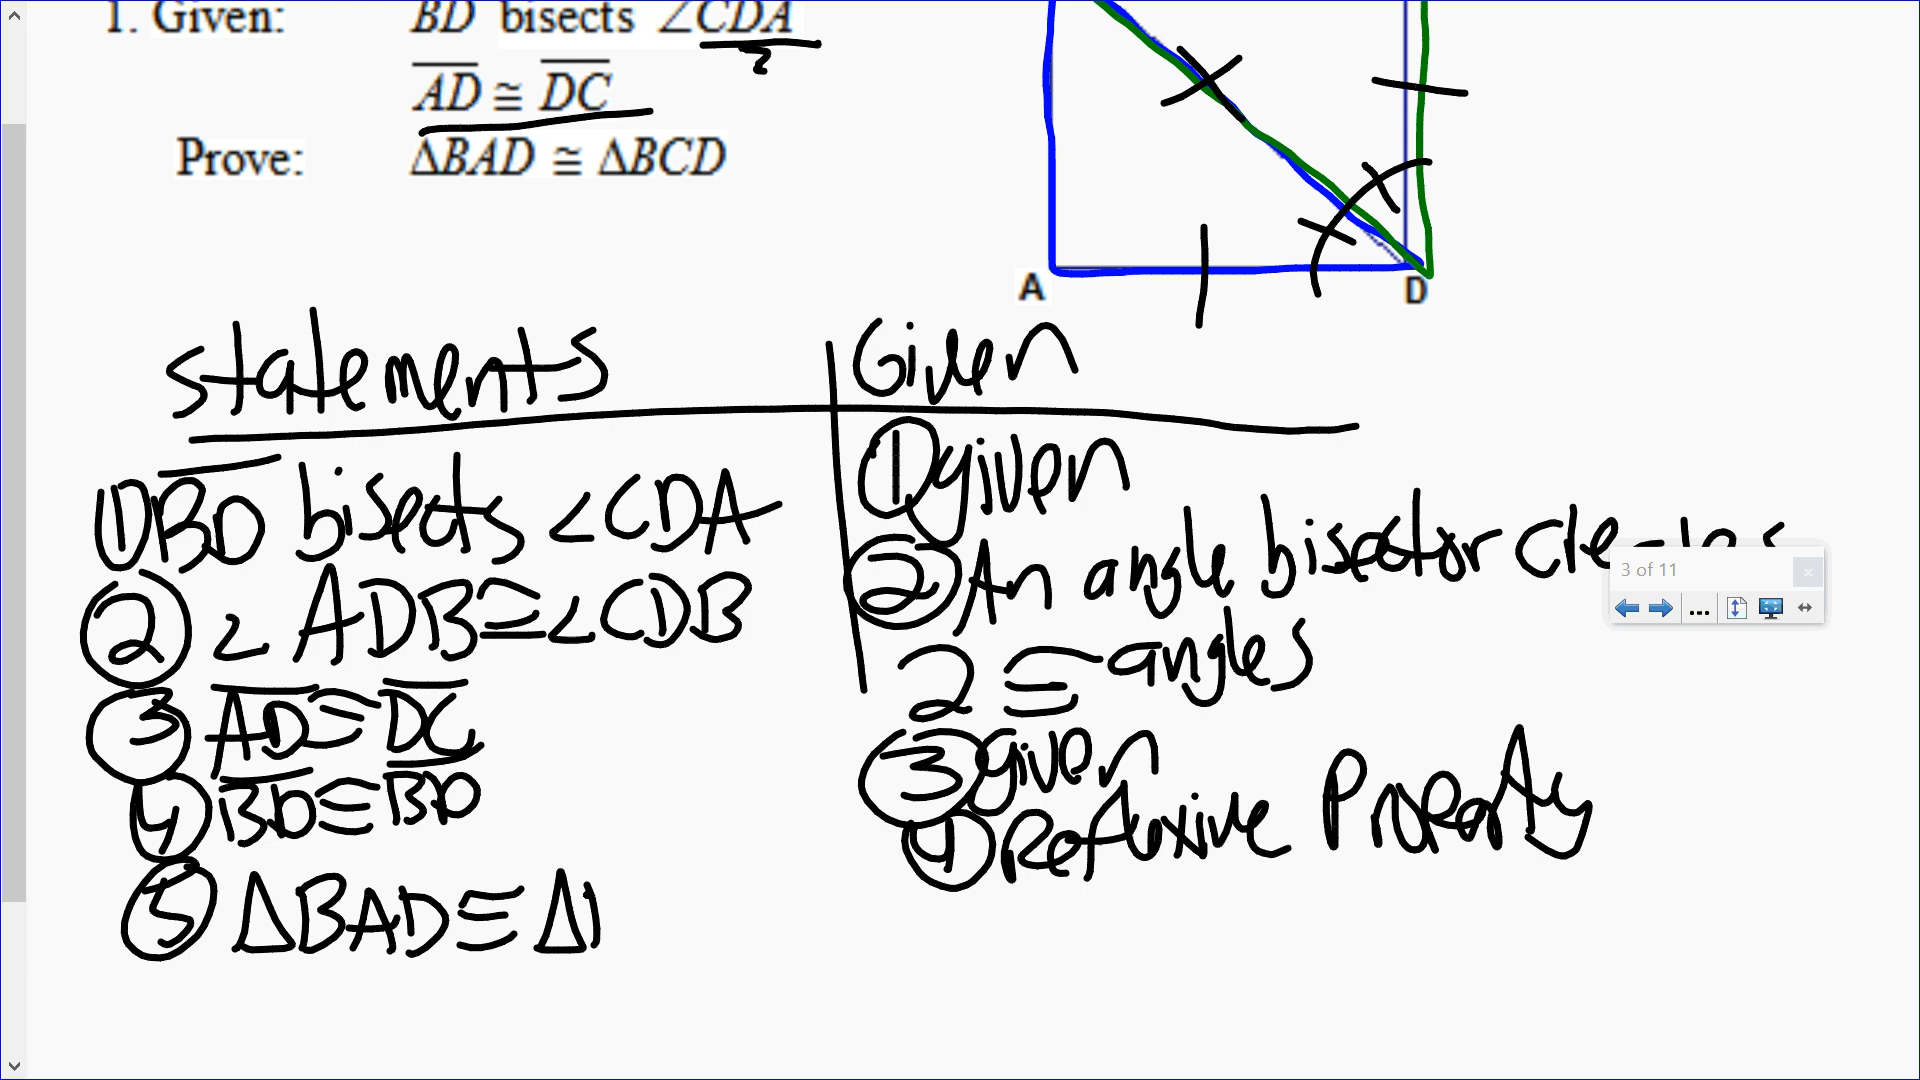 1. Given: BD bisects ∠CDA
AD ≅ DC
Prove: ΔBAD ≅ ΔBCD
A
D
statements Given
① BD bisects ∠CDA ① given
② ∠ADB ≅ ∠CDB ② An angle bisector
2 ≅ angles
③ AD ≅ DC ③ given
④ BD ≅ BD ④ Reflexive Property
⑤ ΔBAD ≅ Δ
3 of 11